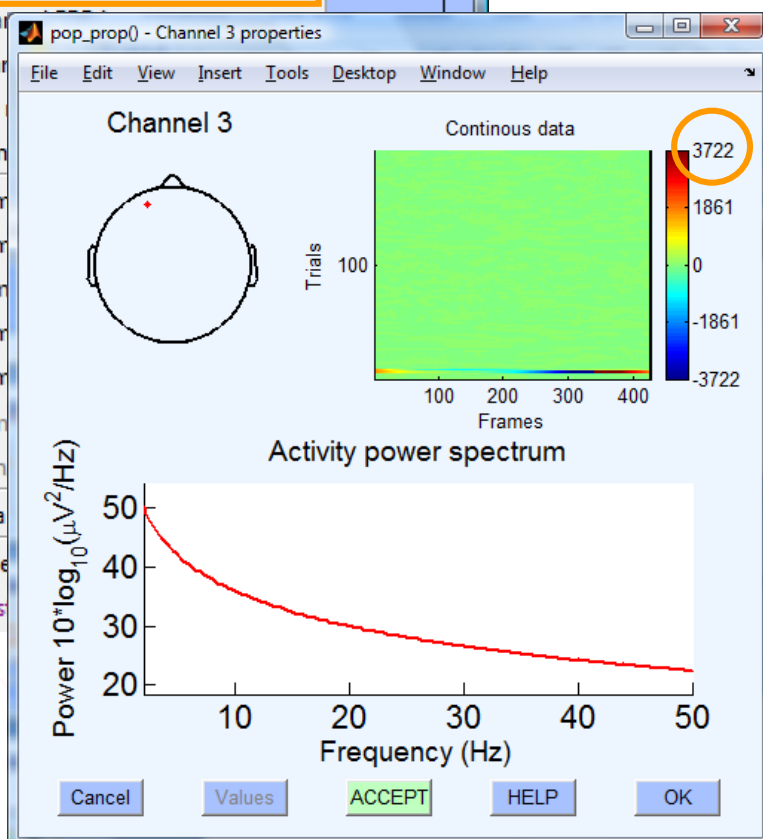 pop_prop() - Channel 3 properties
File Edit View Insert Tools Desktop Window Help
Channel 3
Continous data
3722
1861
0
-1861
-3722
Trials
100
100 200 300 400
Frames
Activity power spectrum
Power 10*log10(μV²/Hz)
50
40
30
20
10 20 30 40 50
Frequency (Hz)
Cancel Values ACCEPT HELP OK